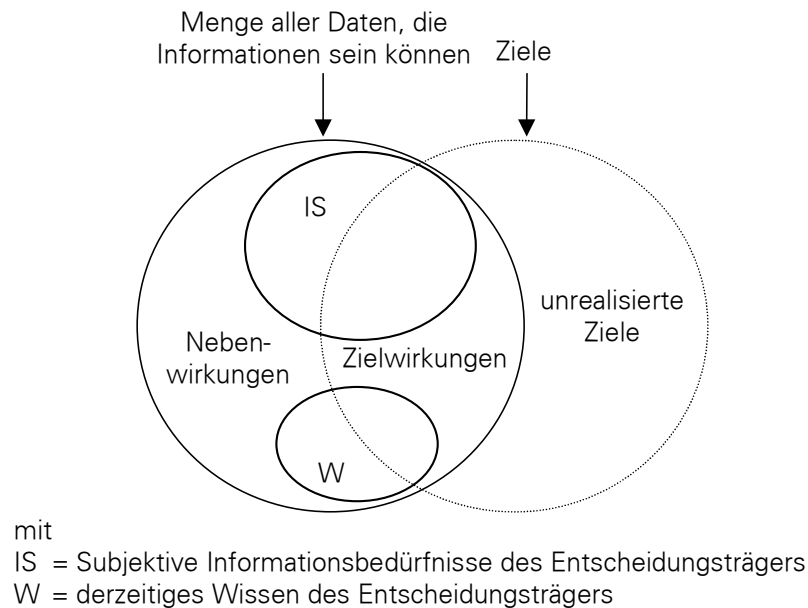 Menge aller Daten, die
Informationen sein können
Ziele
IS
unrealisierte
Ziele
Neben-
wirkungen
Zielwirkungen
W
mit
IS = Subjektive Informationsbedürfnisse des Entscheidungsträgers
W = derzeitiges Wissen des Entscheidungsträgers